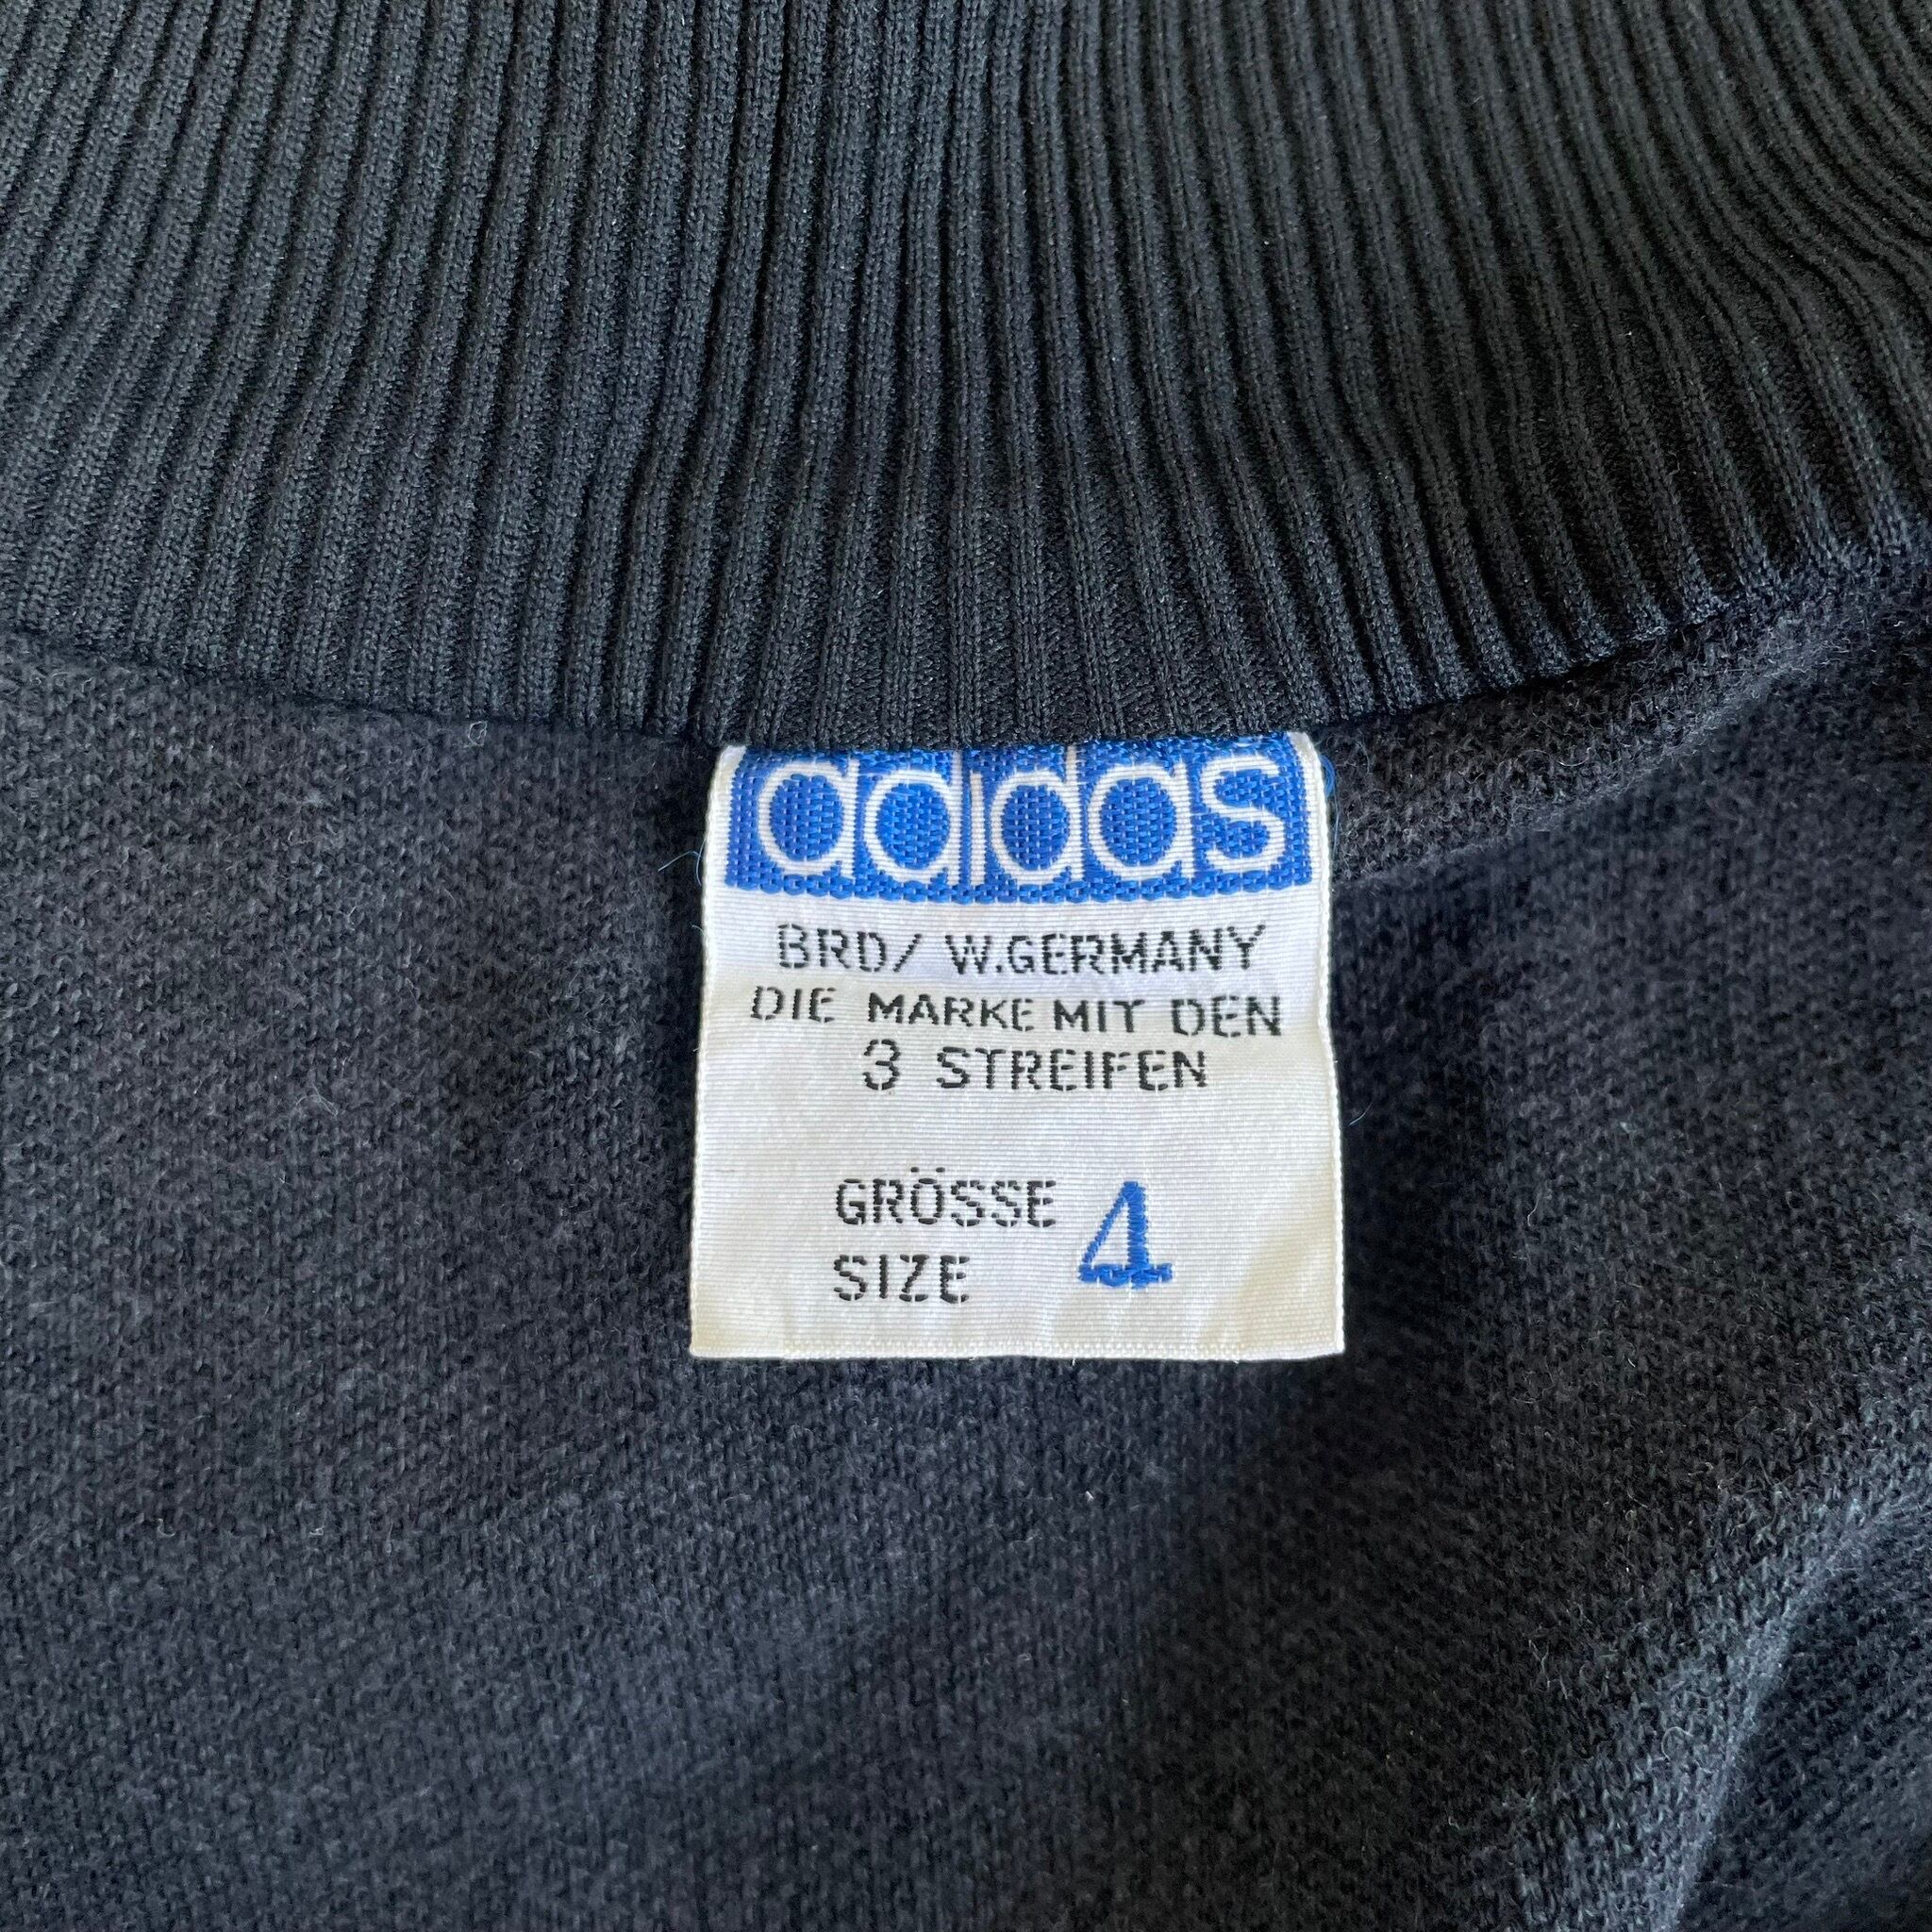 adidas
BRD/ W.GERMANY
DIE MARKE MIT DEN
3 STREIFEN
GRÖSSE 4
SIZE